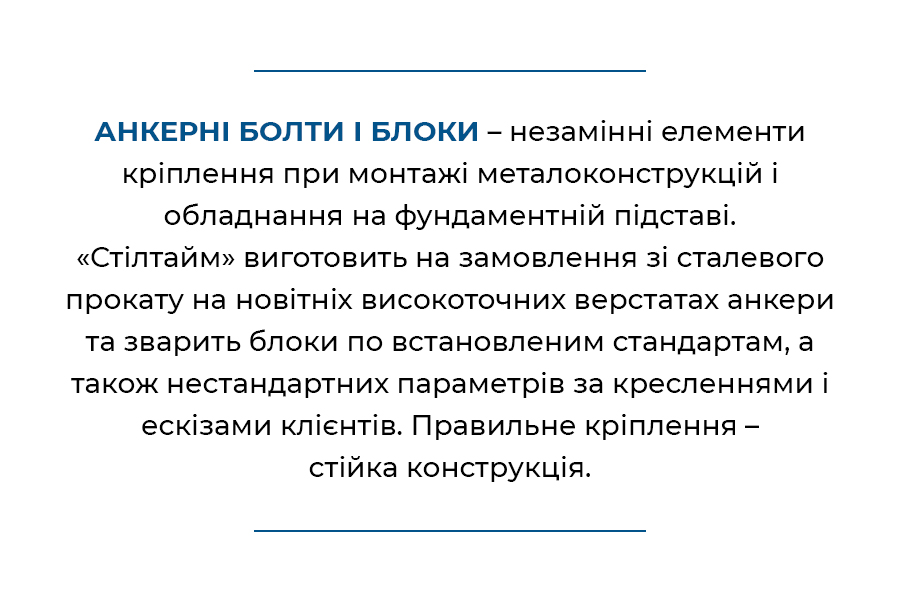 АНКЕРНІ БОЛТИ І БЛОКИ – незамінні елементи
кріплення при монтажі металоконструкцій і
обладнання на фундаментній підставі.
«Стілтайм» виготовить на замовлення зі сталевого
прокату на новітніх високоточних верстатах анкери
та зварить блоки по встановленим стандартам, а
також нестандартних параметрів за кресленнями і
ескізами клієнтів. Правильне кріплення –
стійка конструкція.